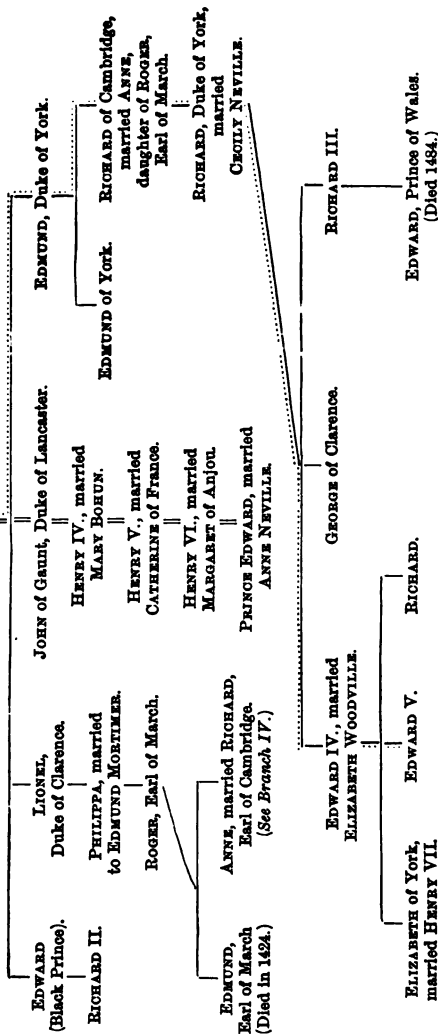 EDWARD
(Black Prince).
RICHARD II.
LIONEL,
Duke of Clarence.
PHILIPPA, married
to EDMUND MORTIMER.
ROGER, Earl of March.
EDMUND,
Earl of March
(Died in 1424.)
ANNE, married RICHARD,
Earl of Cambridge.
(See Branch IV.)
JOHN of Gaunt, Duke of Lancaster.
HENRY IV., married
MARY BOHUN.
HENRY V., married
CATHERINE of France.
HENRY VI., married
MARGARET of Anjou.
PRINCE EDWARD, married
ANNE NEVILLE.
EDMUND, Duke of York.
EDMUND of York.
RICHARD of Cambridge,
married ANNE,
daughter of ROGER,
Earl of March.
RICHARD, Duke of York,
married
CECILY NEVILLE.
EDWARD IV., married
ELIZABETH WOODVILLE.
GEORGE of Clarence.
RICHARD III.
ELIZABETH of York,
married HENRY VII.
EDWARD V.
RICHARD.
EDWARD, Prince of Wales.
(Died 1484.)